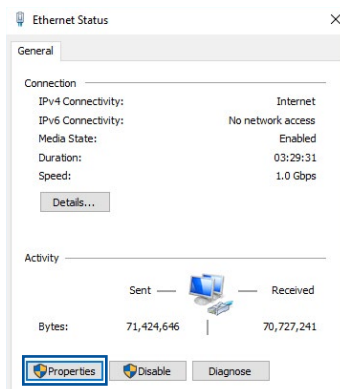 Ethernet Status
General
Connection
IPv4 Connectivity: Internet
IPv6 Connectivity: No network access
Media State: Enabled
Duration: 03:29:31
Speed: 1.0 Gbps
Details...
Activity
Sent Received
Bytes: 71,424,646 70,727,241
Properties Disable Diagnose